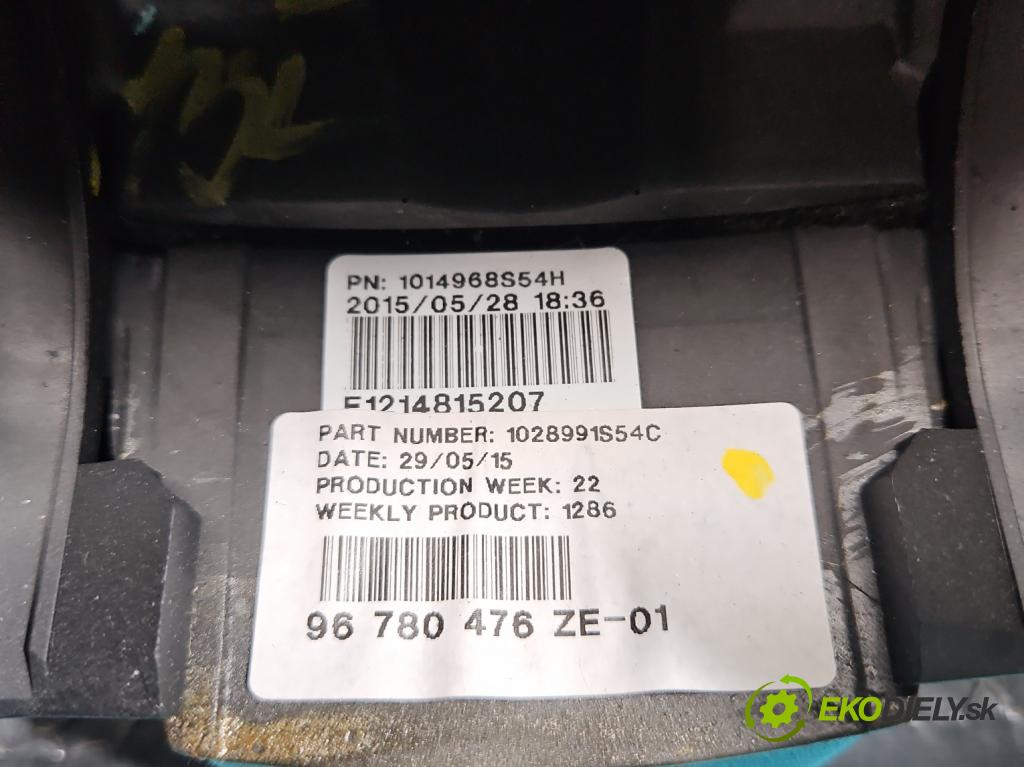 PN: 1014968S54H
2015/05/28 18:36
E1214815207
PART NUMBER: 1028991S54C
DATE: 29/05/15
PRODUCTION WEEK: 22
WEEKLY PRODUCT: 1286
96 780 476 ZE-01
EKODIELY.sk